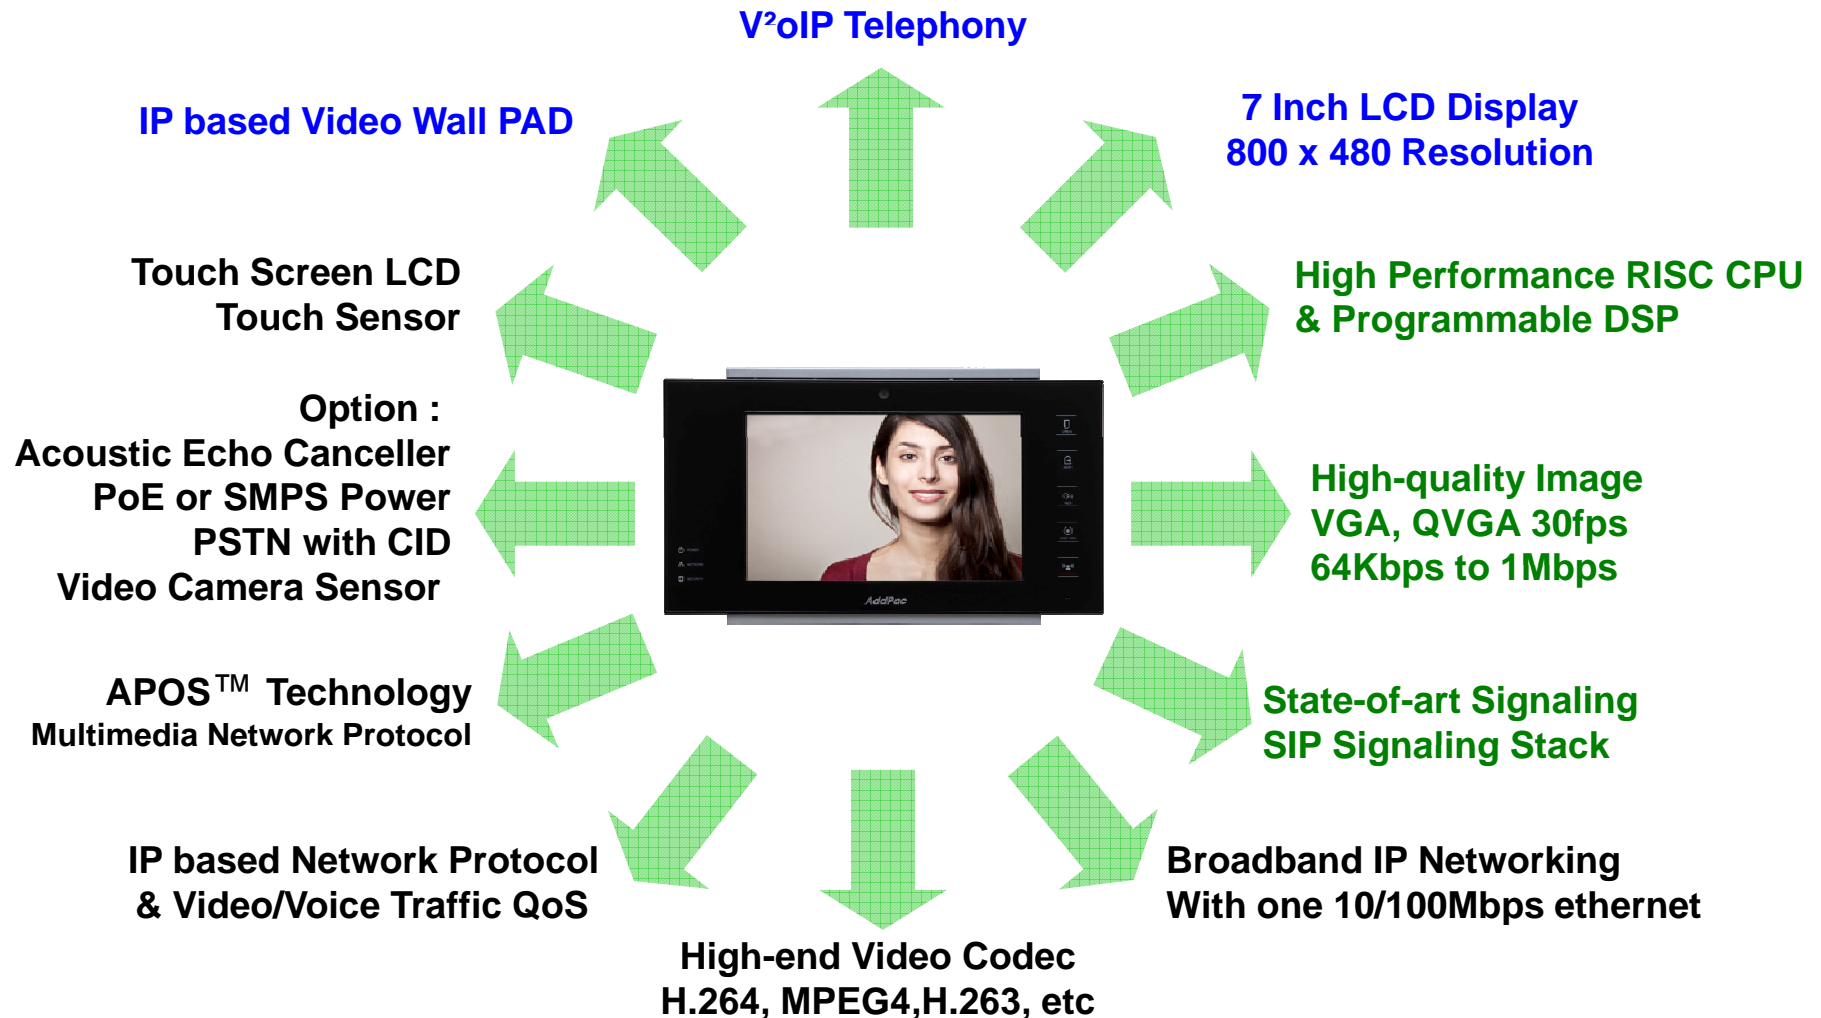 V²oIP Telephony
IP based Video Wall PAD
7 Inch LCD Display
800 x 480 Resolution
Touch Screen LCD
Touch Sensor
High Performance RISC CPU
& Programmable DSP
Option :
Acoustic Echo Canceller
PoE or SMPS Power
PSTN with CID
Video Camera Sensor
High-quality Image
VGA, QVGA 30fps
64Kbps to 1Mbps
POWER
NETWORK
SECURITY
AddPac
APOS™ Technology
Multimedia Network Protocol
State-of-art Signaling
SIP Signaling Stack
IP based Network Protocol
& Video/Voice Traffic QoS
Broadband IP Networking
With one 10/100Mbps ethernet
High-end Video Codec
H.264, MPEG4,H.263, etc